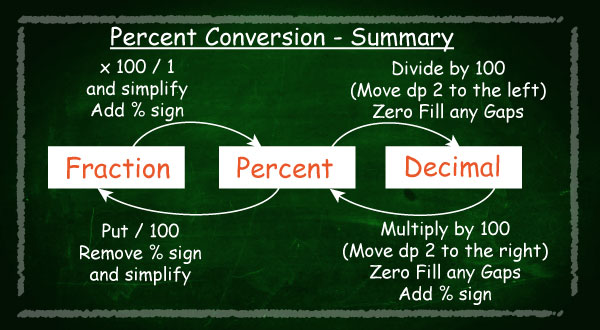 Percent Conversion - Summary
x 100 / 1
and simplify
Add % sign
Divide by 100
(Move dp 2 to the left)
Zero Fill any Gaps
Fraction
Percent
Decimal
Put / 100
Remove % sign
and simplify
Multiply by 100
(Move dp 2 to the right)
Zero Fill any Gaps
Add % sign